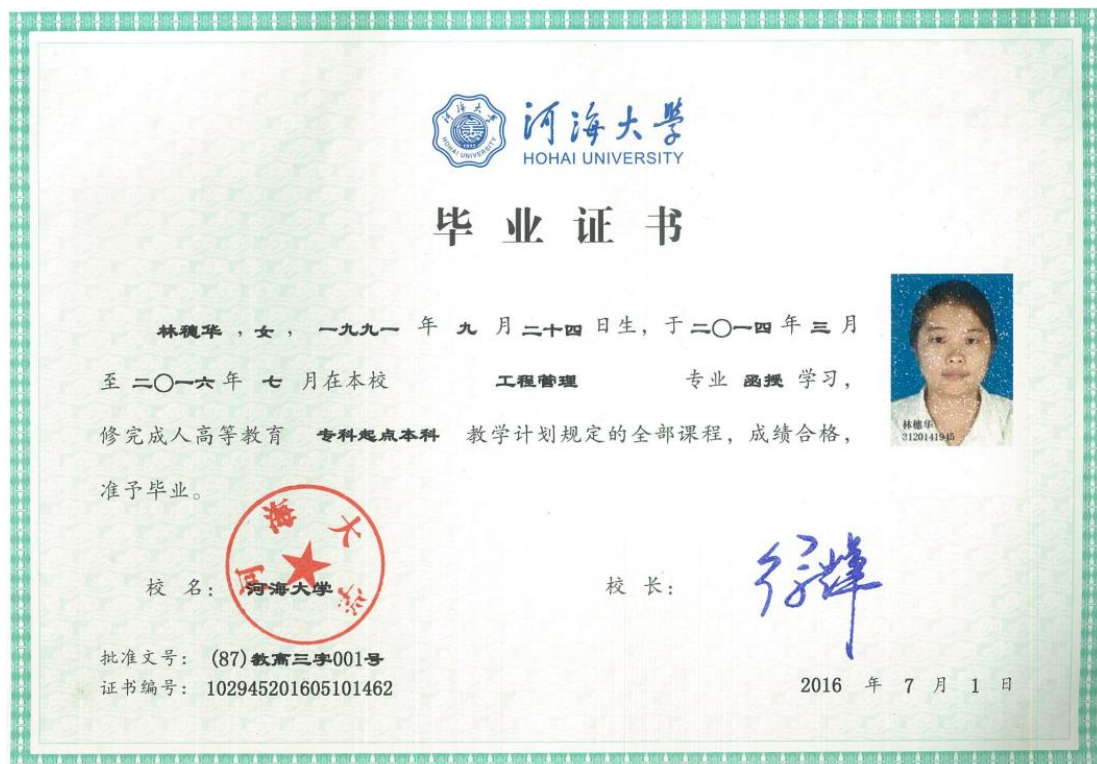 河海大学
HOHAI UNIVERSITY
毕业证书
林穗华，女，一九九一年九月二十四日生，于二〇一四年三月
至二〇一六年七月在本校 工程管理 专业 函授 学习，
修完成人高等教育 专科起点本科 教学计划规定的全部课程，成绩合格，
准予毕业。
林穗华
3120141945
河海大学
校 名： 河海大学 校 长：
批准文号： (87)教高三字001号
证书编号： 102945201605101462
2016 年 7 月 1 日